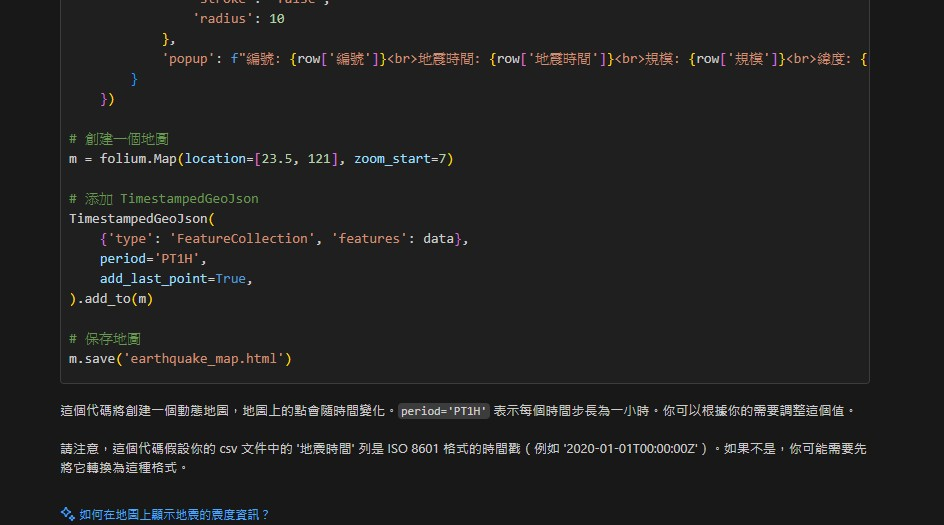 'stroke': 'false',
'radius': 10
},
'popup': f"編號: {row['編號']}<br>地震時間: {row['地震時間']}<br>規模: {row['規模']}<br>緯度: {
}
})
# 創建一個地圖
m = folium.Map(location=[23.5, 121], zoom_start=7)
# 添加 TimestampedGeoJson
TimestampedGeoJson(
{'type': 'FeatureCollection', 'features': data},
period='PT1H',
add_last_point=True,
).add_to(m)
# 保存地圖
m.save('earthquake_map.html')
這個代碼將創建一個動態地圖，地圖上的點會隨時間變化。period='PT1H' 表示每個時間步長為一小時。你可以根據你的需要調整這個值。
請注意，這個代碼假設你的 csv 文件中的 '地震時間' 列是 ISO 8601 格式的時間戳（例如 '2020-01-01T00:00:00Z'）。如果不是，你可能需要先
將它轉換為這種格式。
如何在地圖上顯示地震的震度資訊？